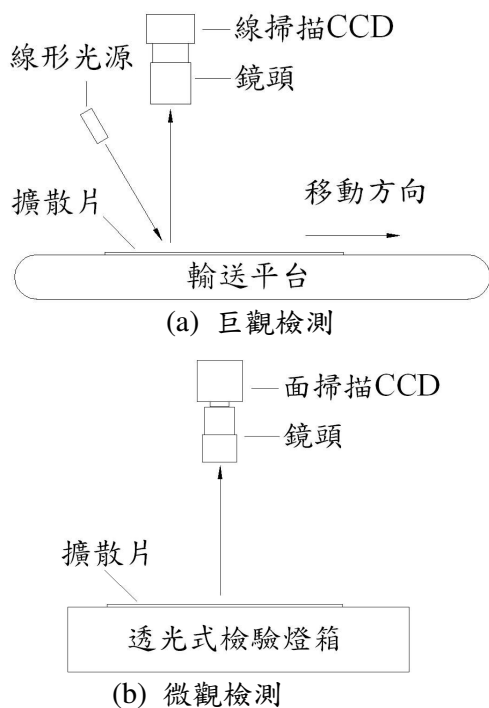 線掃描CCD
線形光源
鏡頭
擴散片
移動方向
輸送平台
(a) 巨觀檢測
面掃描CCD
鏡頭
擴散片
透光式檢驗燈箱
(b) 微觀檢測